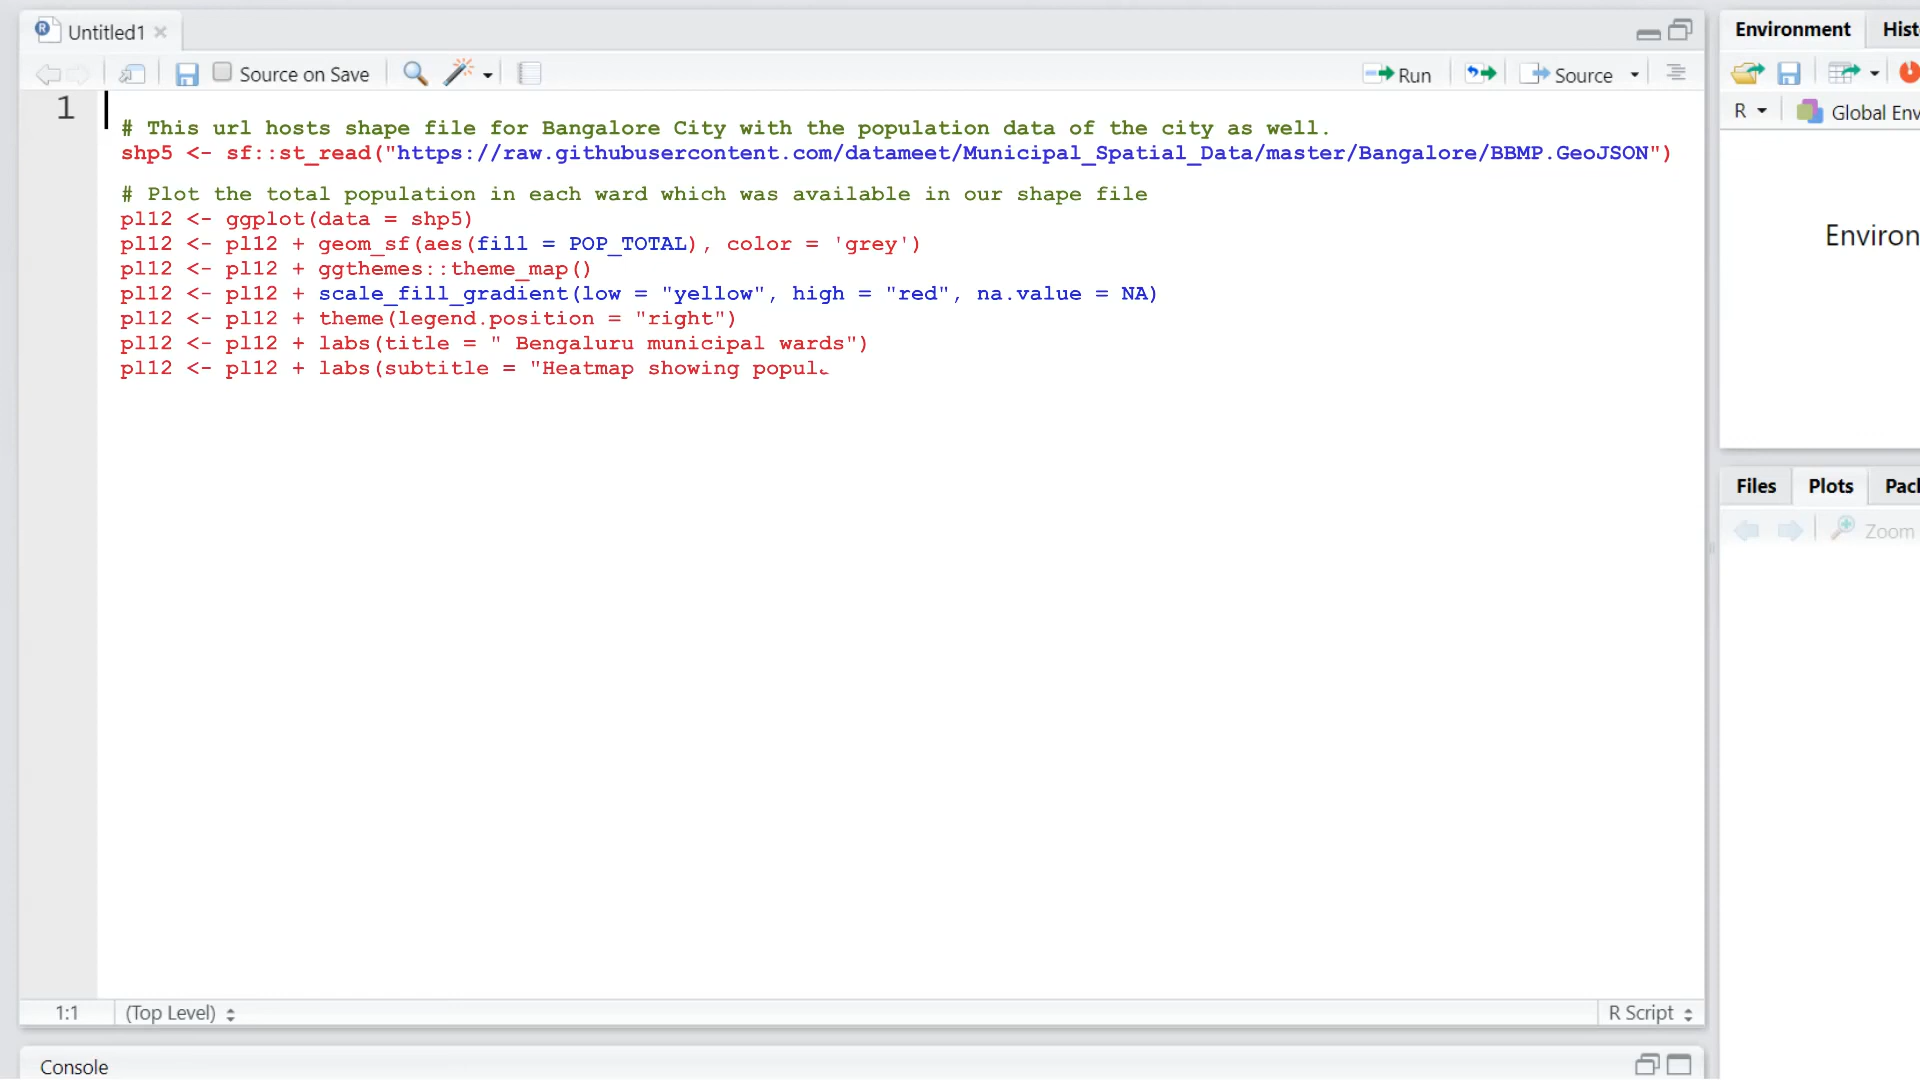 Untitled1
Source on Save
Run
Source
1
# This url hosts shape file for Bangalore City with the population data of the city as well.
shp5 <- sf::st_read("https://raw.githubusercontent.com/datameet/Municipal_Spatial_Data/master/Bangalore/BBMP.GeoJSON")
# Plot the total population in each ward which was available in our shape file
pl12 <- ggplot(data = shp5)
pl12 <- pl12 + geom_sf(aes(fill = POP_TOTAL), color = 'grey')
pl12 <- pl12 + ggthemes::theme_map()
pl12 <- pl12 + scale_fill_gradient(low = "yellow", high = "red", na.value = NA)
pl12 <- pl12 + theme(legend.position = "right")
pl12 <- pl12 + labs(title = " Bengaluru municipal wards")
pl12 <- pl12 + labs(subtitle = "Heatmap showing popul
1:1
(Top Level)
R Script
Console
Environment
Hist
R
Global Env
Environ
Files
Plots
Pack
Zoom